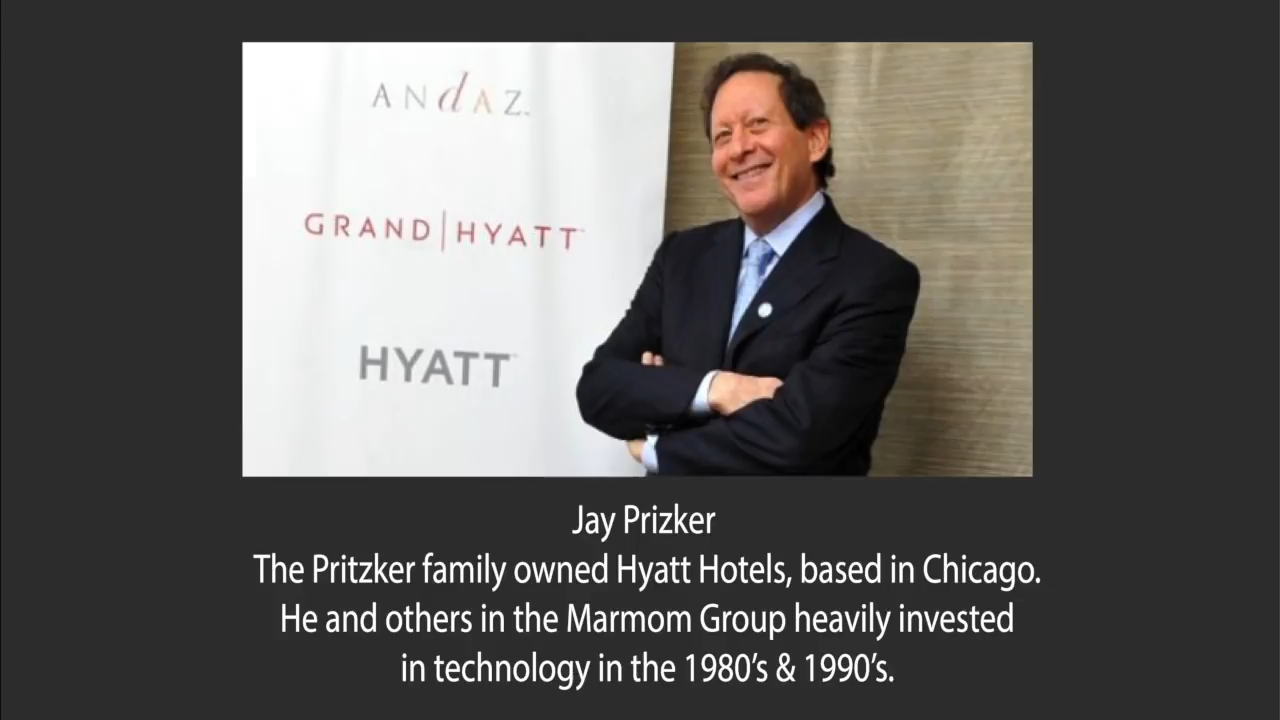 ANdAZ
GRAND|HYATT
HYATT
Jay Prizker
The Pritzker family owned Hyatt Hotels, based in Chicago.
He and others in the Marmom Group heavily invested
in technology in the 1980's & 1990's.